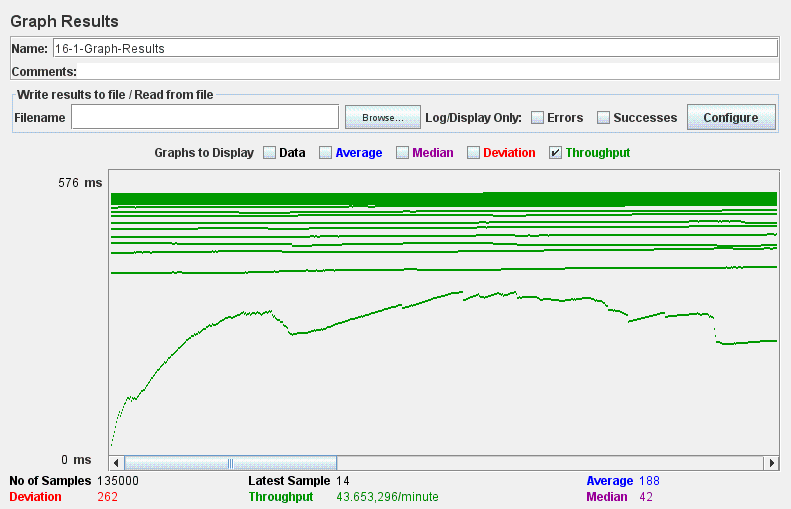 Graph Results
Name: 16-1-Graph-Results
Comments:
Write results to file / Read from file
Filename Browse... Log/Display Only: Errors Successes Configure
Graphs to Display Data Average Median Deviation Throughput
576 ms
0 ms
No of Samples 135000 Latest Sample 14 Average 188
Deviation 262 Throughput 43.653,296/minute Median 42